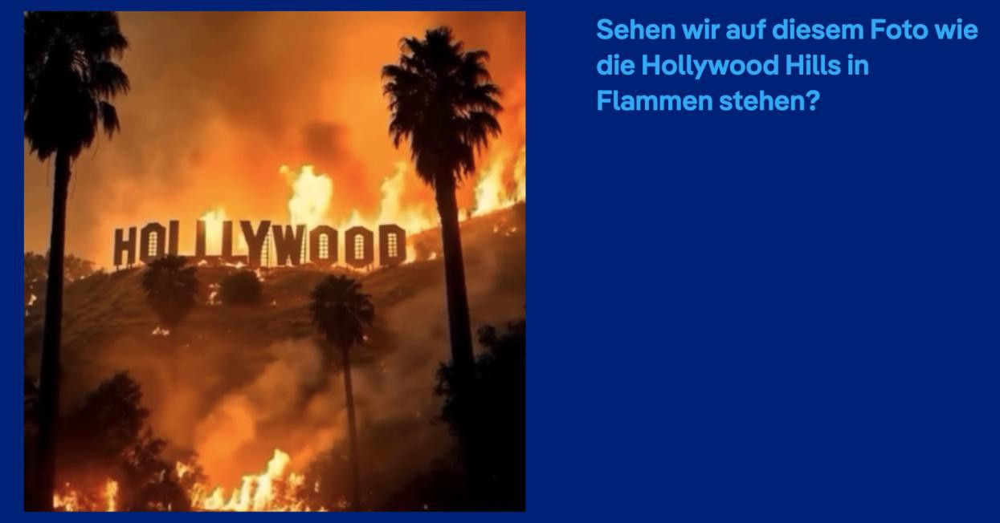 HOLLLYWOOD
Sehen wir auf diesem Foto wie
die Hollywood Hills in
Flammen stehen?